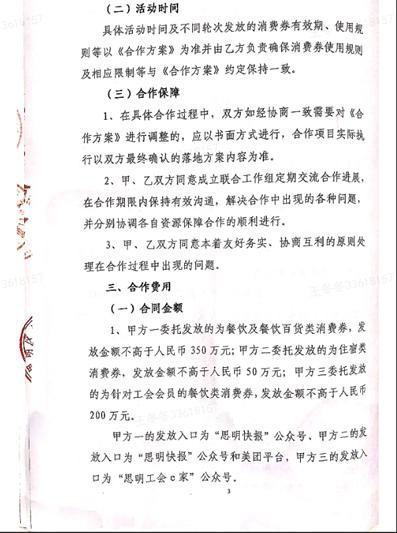 （二）活动时间
具体活动时间及不同轮次发放的消费券有效期、使用规
则等以《合作方案》为准并由乙方负责确保消费券使用规则
及相应限制等与《合作方案》约定保持一致。
（三）合作保障
1、在具体合作过程中，双方如经协商一致需要对《合
作方案》进行调整的，应以书面方式进行，合作项目实际执
行以双方最终确认的落地方案内容为准。
2、甲、乙双方同意成立联合工作组定期交流合作进展，
在合作期限内保持有效沟通，解决合作中出现的各种问题，
并分别协调各自资源保障合作的顺利进行。
3、甲、乙双方同意本着友好务实、协商互利的原则处
理在合作过程中出现的问题。
三、合作费用
（一）合同金额
1、甲方一委托发放的为餐饮及餐饮百货类消费券，发
放金额不高于人民币 350 万元；甲方二委托发放的为住宿类
消费券，发放金额不高于人民币 50 万元；甲方三委托发放
的为针对工会会员的餐饮类消费券，发放金额不高于人民币
200 万元。
甲方一的发放入口为“思明快报”公众号、甲方二的发
放入口为“思明快报”公众号和美团平台，甲方三的发放入
口为“思明工会 e 家”公众号。
3
王冬冬33618157